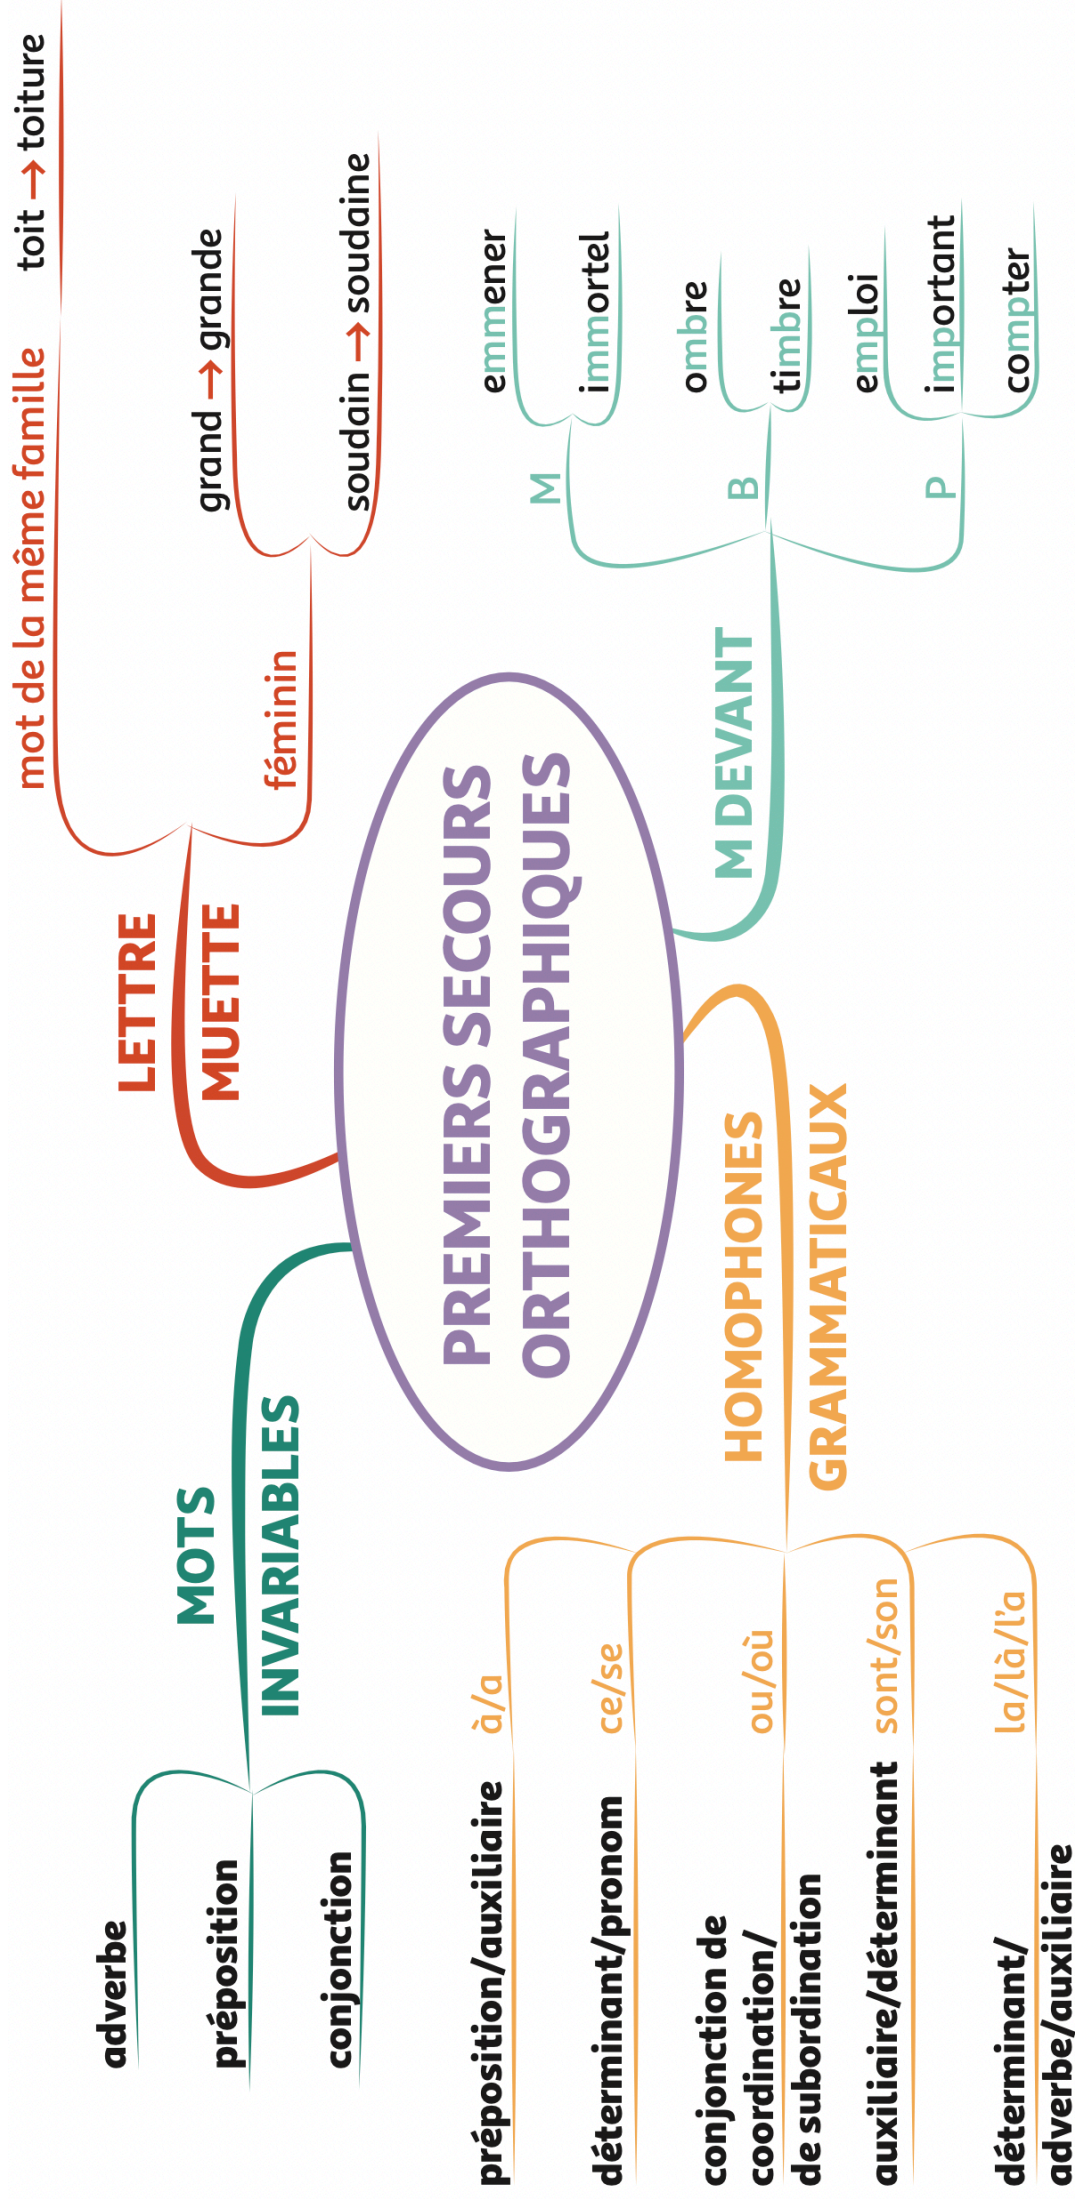 PREMIERS SECOURS
ORTHOGRAPHIQUES
LETTRE
MUETTE
mot de la même famille
toit → toiture
féminin
grand → grande
soudain → soudaine
M DEVANT
M
emmener
immortel
B
ombre
timbre
P
emploi
important
compter
HOMOPHONES
GRAMMATICAUX
à/a
préposition/auxiliaire
ce/se
déterminant/pronom
ou/où
conjonction de
coordination/
de subordination
sont/son
auxiliaire/déterminant
la/là/l'a
déterminant/
adverbe/auxiliaire
MOTS
INVARIABLES
adverbe
préposition
conjonction